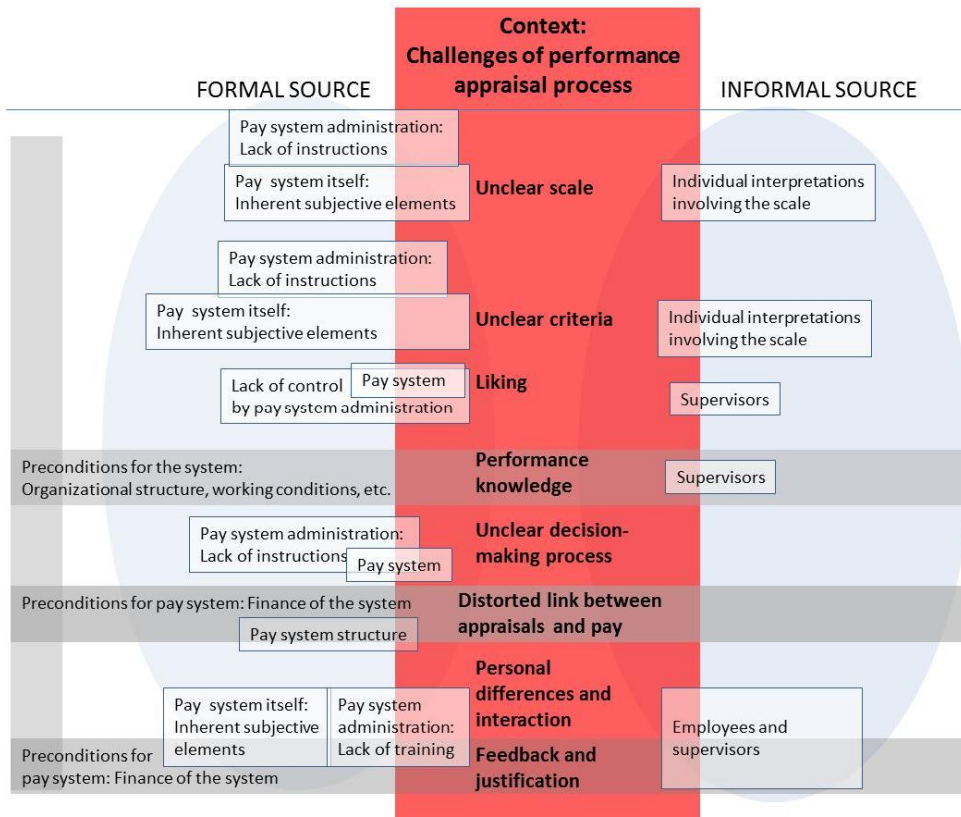 Context:
Challenges of performance
appraisal process
FORMAL SOURCE
INFORMAL SOURCE
Pay system administration:
Lack of instructions
Pay system itself:
Inherent subjective elements
Unclear scale
Individual interpretations
involving the scale
Pay system administration:
Lack of instructions
Pay system itself:
Inherent subjective elements
Unclear criteria
Individual interpretations
involving the scale
Lack of control
by pay system administration
Pay system
Liking
Supervisors
Preconditions for the system:
Organizational structure, working conditions, etc.
Performance
knowledge
Supervisors
Pay system administration:
Lack of instructions
Pay system
Unclear decision-
making process
Preconditions for pay system: Finance of the system
Pay system structure
Distorted link between
appraisals and pay
Pay system itself:
Inherent subjective
elements
Pay system
administration:
Lack of training
Personal
differences and
interaction
Employees and
supervisors
Preconditions for
pay system: Finance of the system
Feedback and
justification